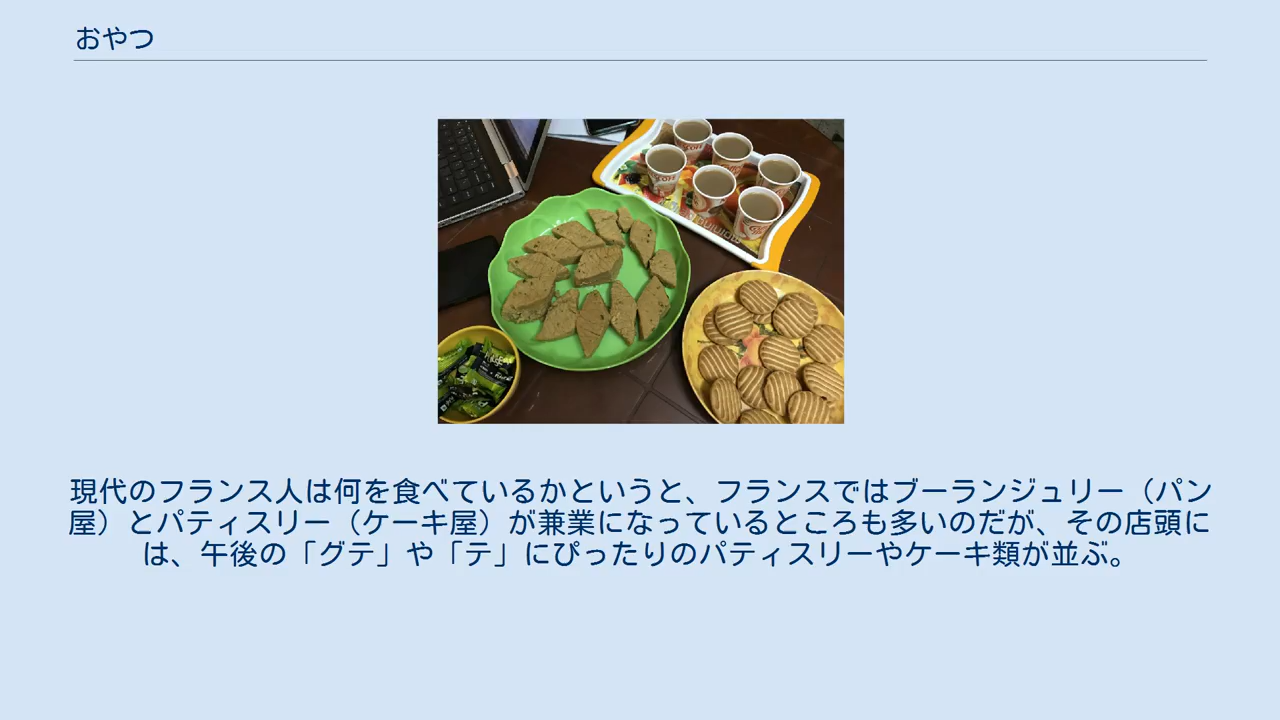 おやつ
現代のフランス人は何を食べているかというと、フランスではブーランジュリー（パン
屋）とパティスリー（ケーキ屋）が兼業になっているところも多いのだが、その店頭に
は、午後の「グテ」や「テ」にぴったりのパティスリーやケーキ類が並ぶ。